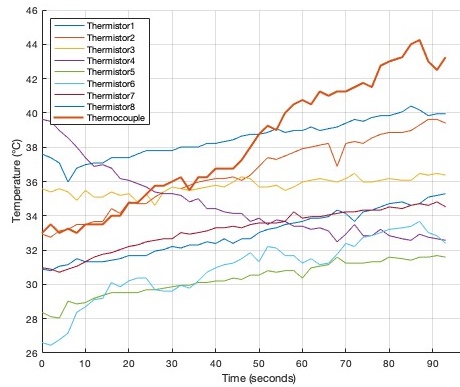 46
44
42
40
38
36
34
32
30
28
26
Temperature (°C)
Thermistor1
Thermistor2
Thermistor3
Thermistor4
Thermistor5
Thermistor6
Thermistor7
Thermistor8
Thermocouple
0 10 20 30 40 50 60 70 80 90
Time (seconds)